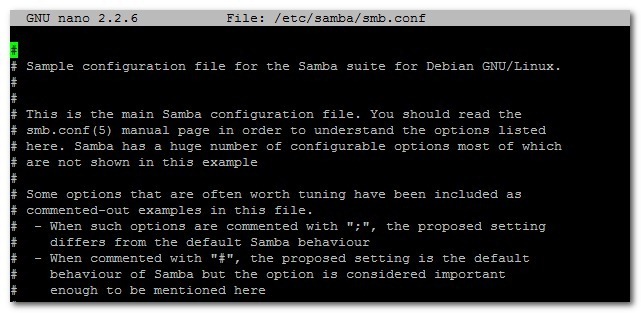 GNU nano 2.2.6 File: /etc/samba/smb.conf
#
# Sample configuration file for the Samba suite for Debian GNU/Linux.
#
#
# This is the main Samba configuration file. You should read the
# smb.conf(5) manual page in order to understand the options listed
# here. Samba has a huge number of configurable options most of which
# are not shown in this example
#
# Some options that are often worth tuning have been included as
# commented-out examples in this file.
#  - When such options are commented with ";", the proposed setting
#    differs from the default Samba behaviour
#  - When commented with "#", the proposed setting is the default
#    behaviour of Samba but the option is considered important
#    enough to be mentioned here